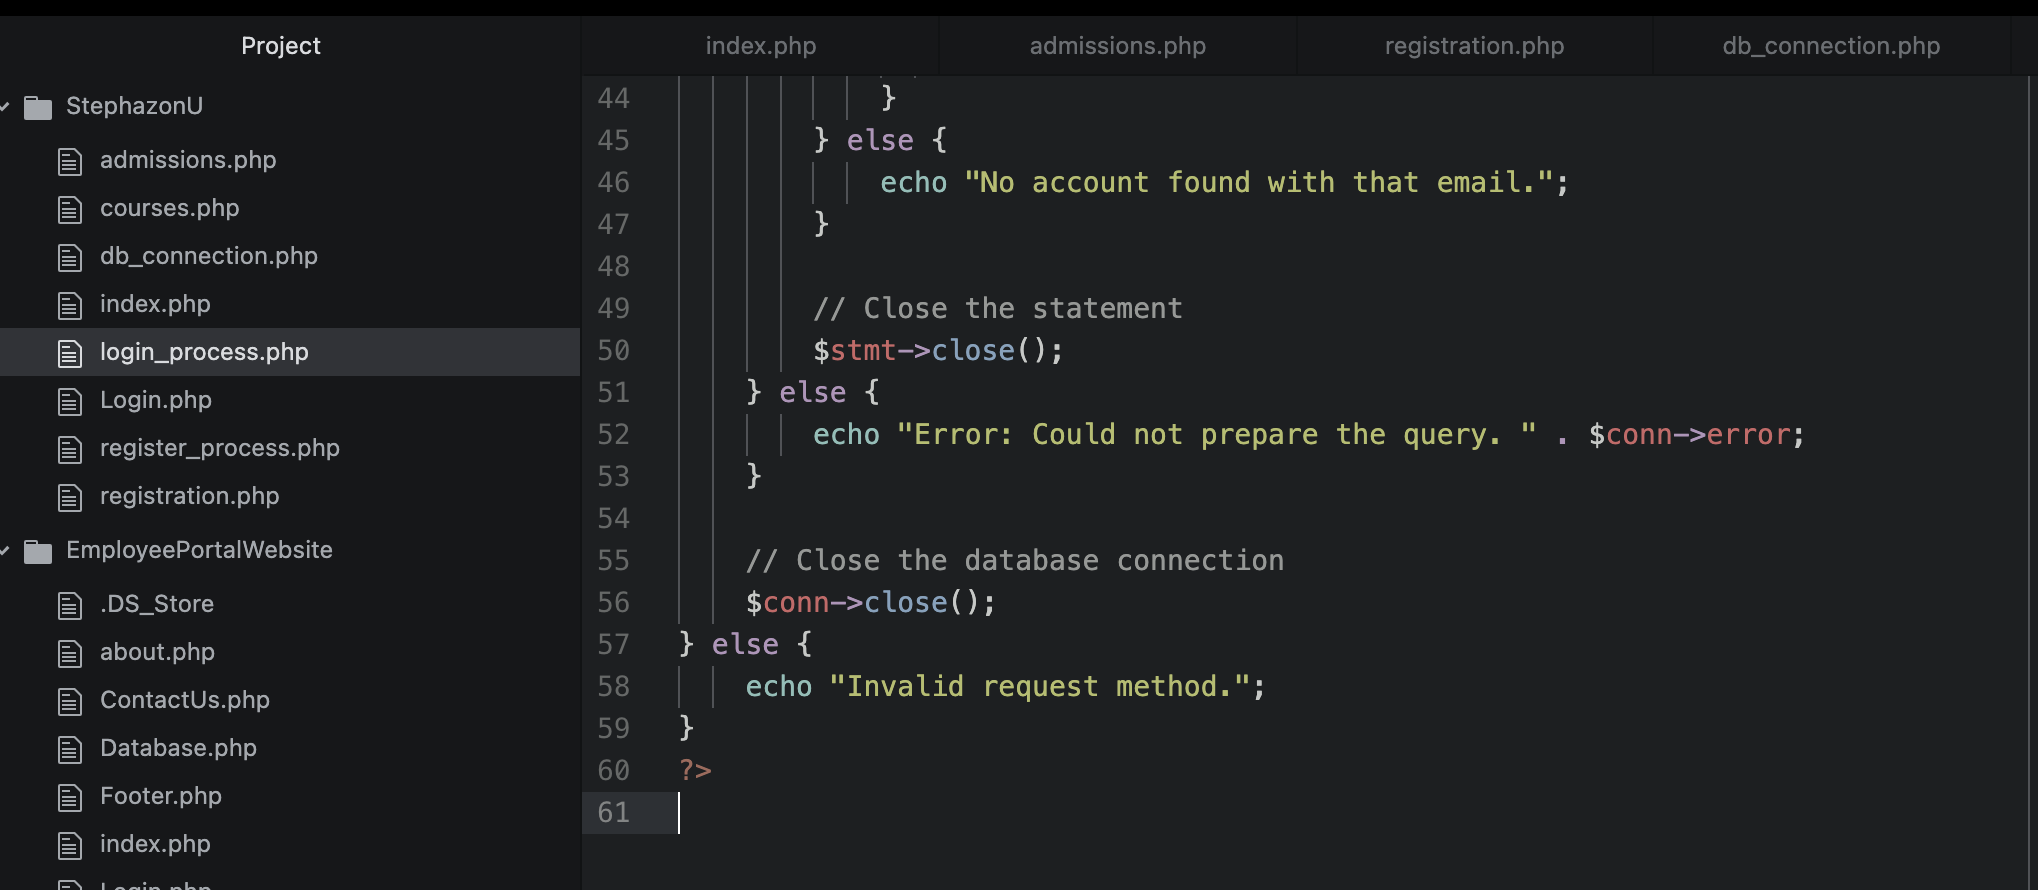 Project
StephazonU
admissions.php
courses.php
db_connection.php
index.php
login_process.php
Login.php
register_process.php
registration.php
EmployeePortalWebsite
.DS_Store
about.php
ContactUs.php
Database.php
Footer.php
index.php
Login.php
index.php admissions.php registration.php db_connection.php
44 }
45 } else {
46 echo "No account found with that email.";
47 }
48
49 // Close the statement
50 $stmt->close();
51 } else {
52 echo "Error: Could not prepare the query. " . $conn->error;
53 }
54
55 // Close the database connection
56 $conn->close();
57 } else {
58 echo "Invalid request method.";
59 }
60 ?>
61